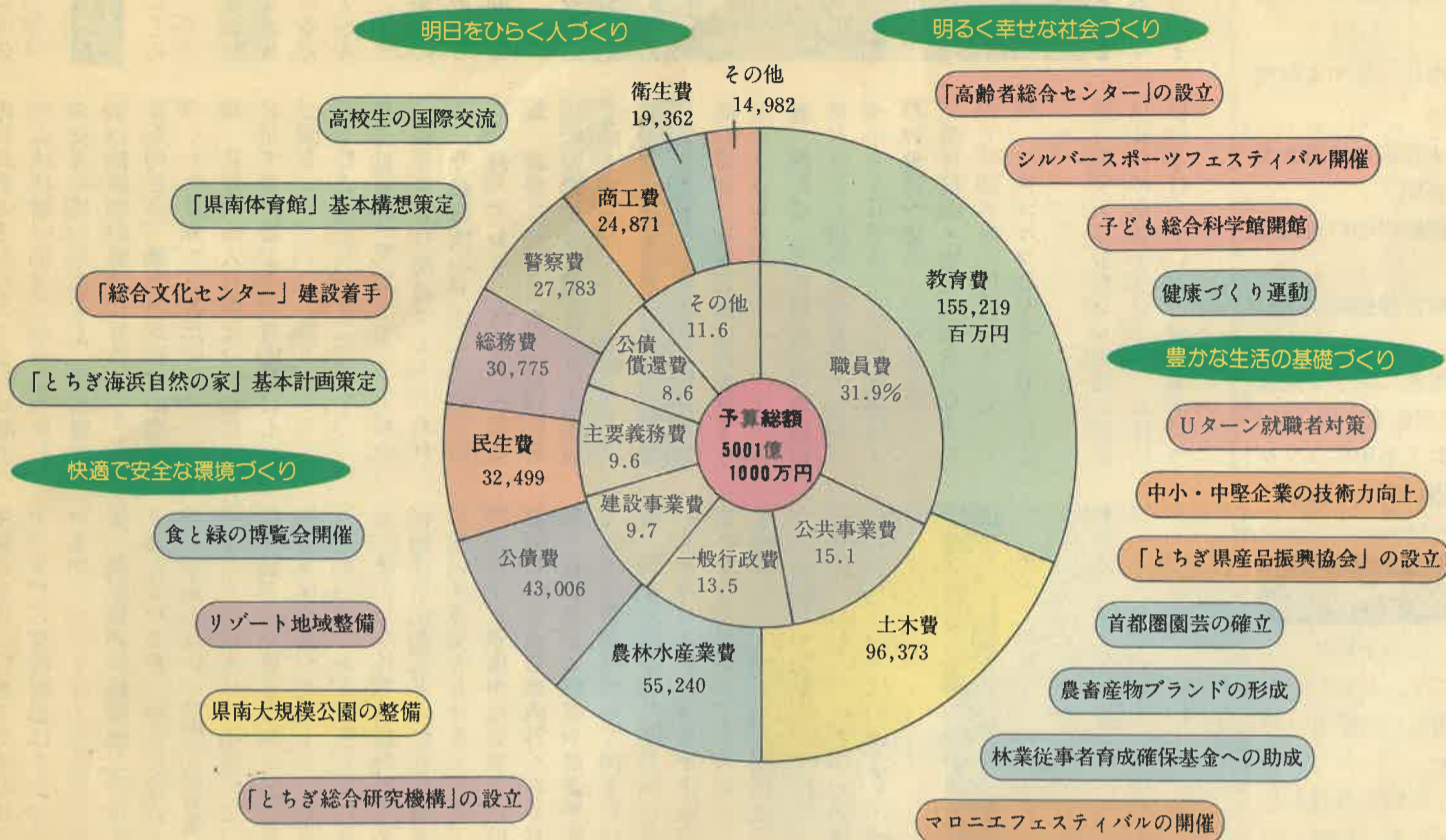 明日をひらく人づくり
高校生の国際交流
「県南体育館」基本構想策定
「総合文化センター」建設着手
「とちぎ海浜自然の家」基本計画策定
快適で安全な環境づくり
食と緑の博覧会開催
リゾート地域整備
県南大規模公園の整備
「とちぎ総合研究機構」の設立
明るく幸せな社会づくり
「高齢者総合センター」の設立
シルバースポーツフェスティバル開催
子ども総合科学館開館
健康づくり運動
豊かな生活の基礎づくり
Uターン就職者対策
中小・中堅企業の技術力向上
「とちぎ県産品振興協会」の設立
首都圏園芸の確立
農畜産物ブランドの形成
林業従事者育成確保基金への助成
マロニエフェスティバルの開催
教育費
155,219
百万円
土木費
96,373
農林水産業費
55,240
公債費
43,006
民生費
32,499
総務費
30,775
警察費
27,783
商工費
24,871
衛生費
19,362
その他
14,982
職員費
31.9%
公共事業費
15.1
一般行政費
13.5
建設事業費
9.7
主要義務費
9.6
公債
償還費
8.6
その他
11.6
予算総額
5001億
1000万円